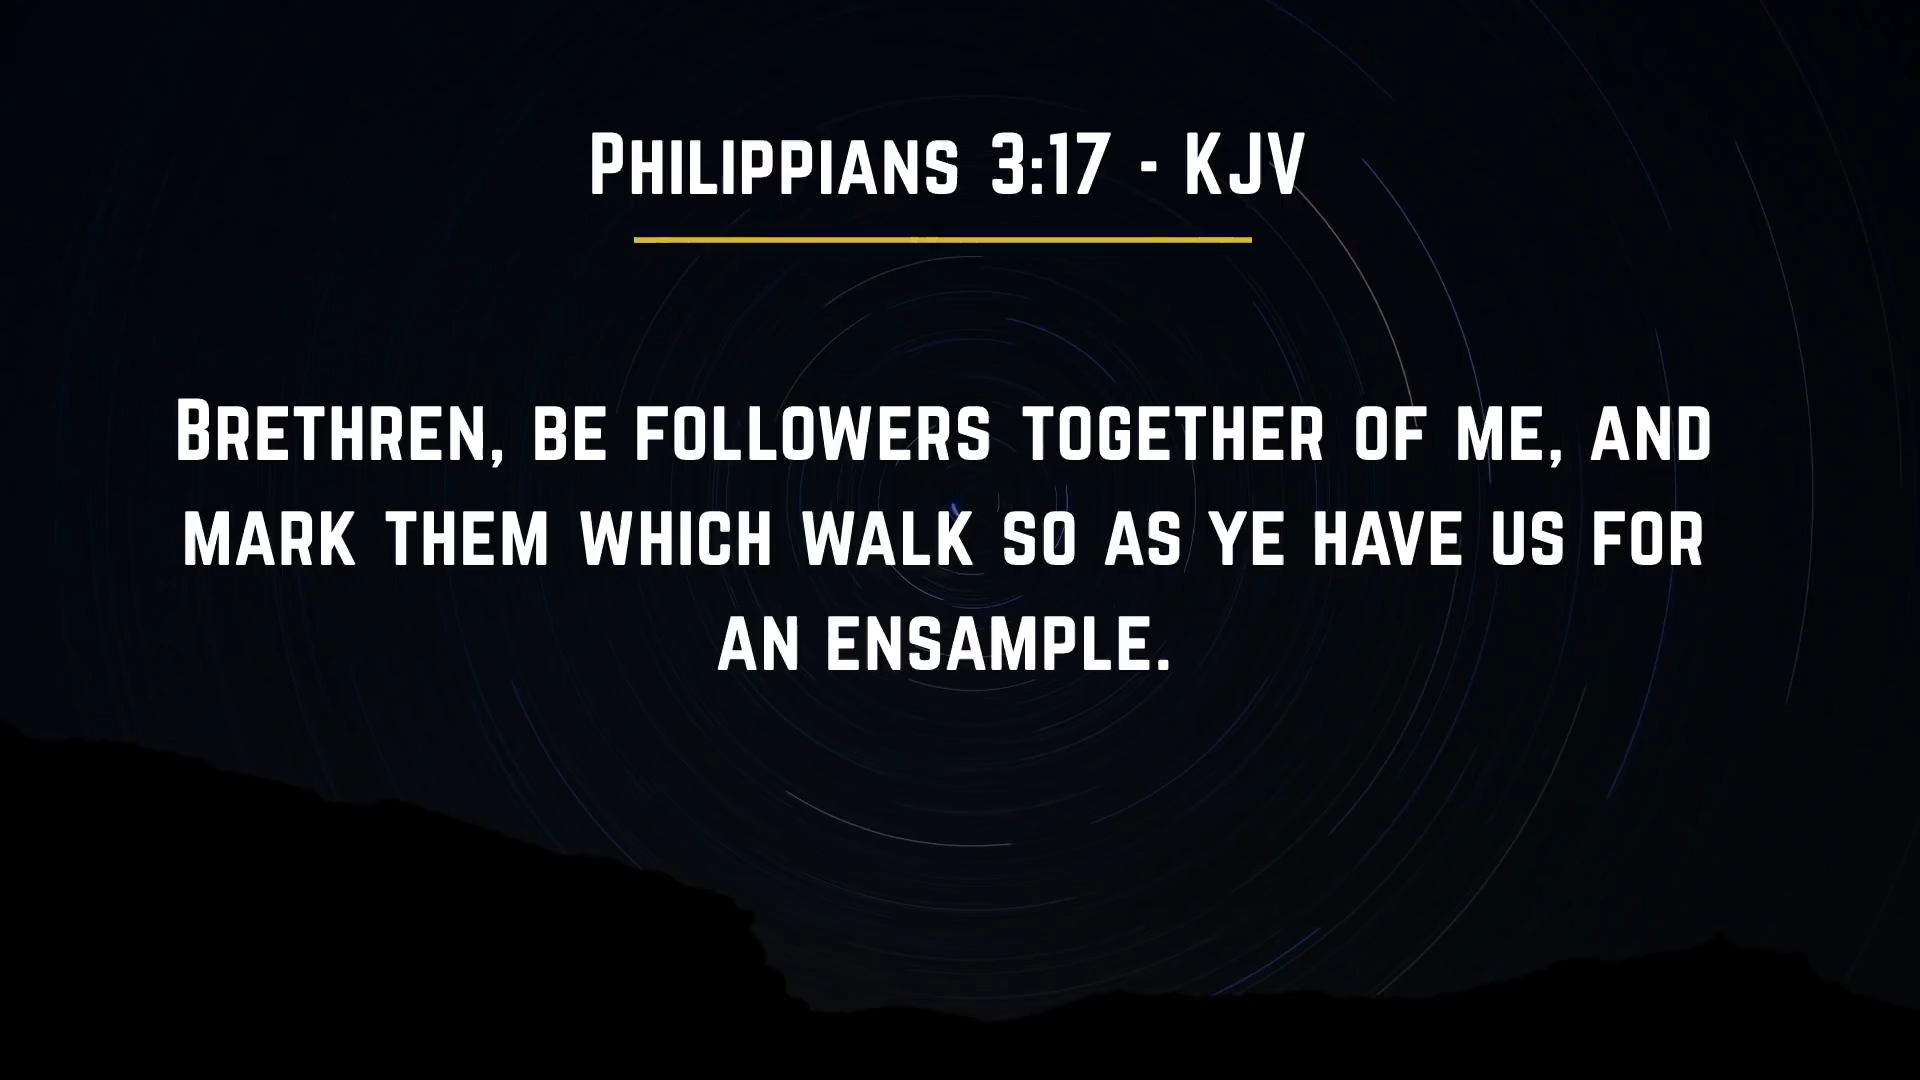 Philippians 3:17 - KJV
Brethren, be followers together of me, and
mark them which walk so as ye have us for
an ensample.